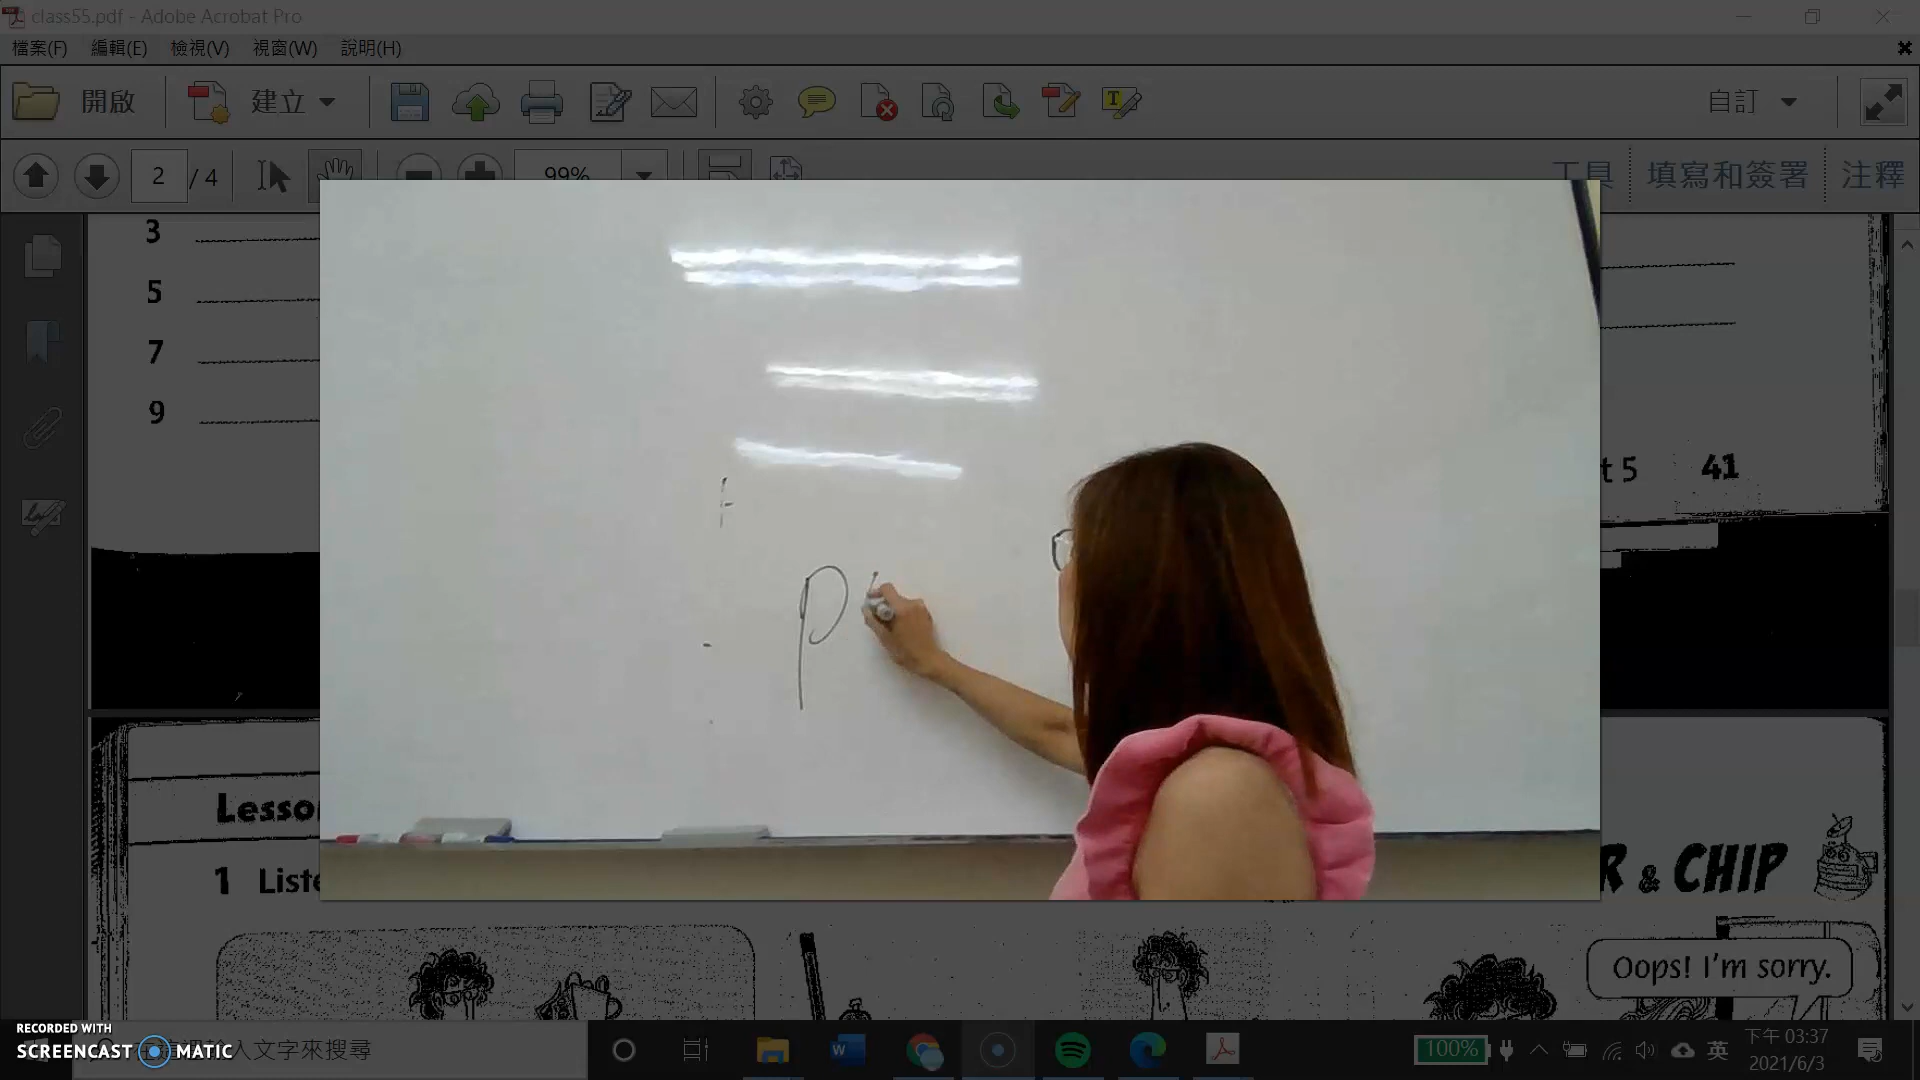 class55.pdf - Adobe Acrobat Pro
檔案(F) 編輯(E) 檢視(V) 視窗(W) 說明(H)
開啟 建立 自訂
2 / 4 99% 工具 填寫和簽署 注釋
3
5
7
9
t 5 41
p
Lesso
1 Liste
R & CHIP
Oops! I'm sorry.
RECORDED WITH
SCREENCAST MATIC
入文字來搜尋
100% 英 下午 03:37
2021/6/3